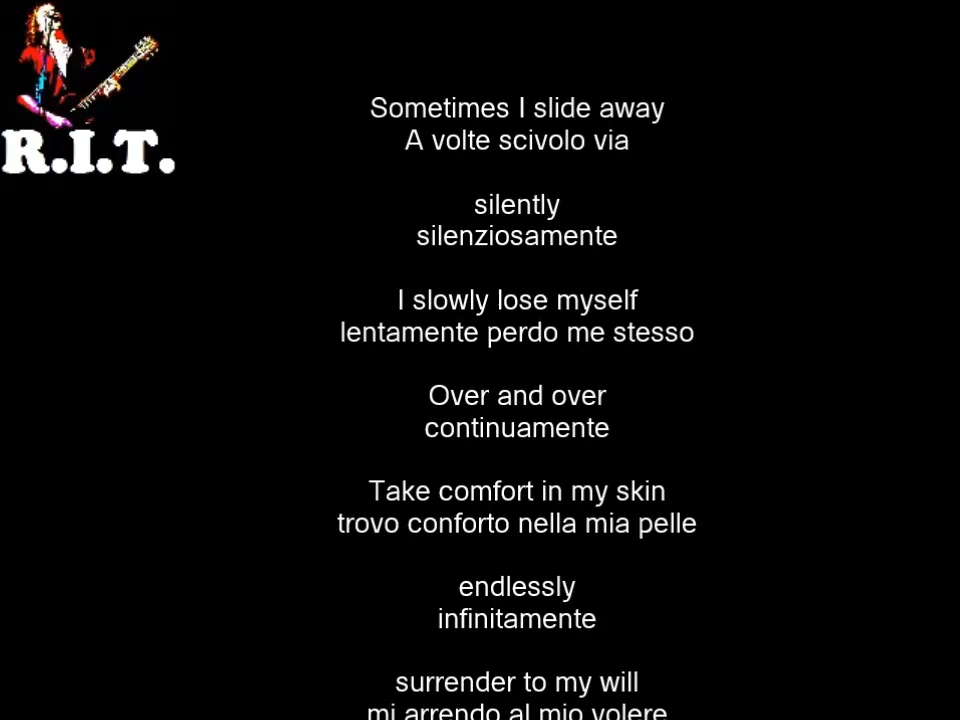 R.I.T.
Sometimes I slide away
A volte scivolo via
silently
silenziosamente
I slowly lose myself
lentamente perdo me stesso
Over and over
continuamente
Take comfort in my skin
trovo conforto nella mia pelle
endlessly
infinitamente
surrender to my will
mi arrendo al mio volere